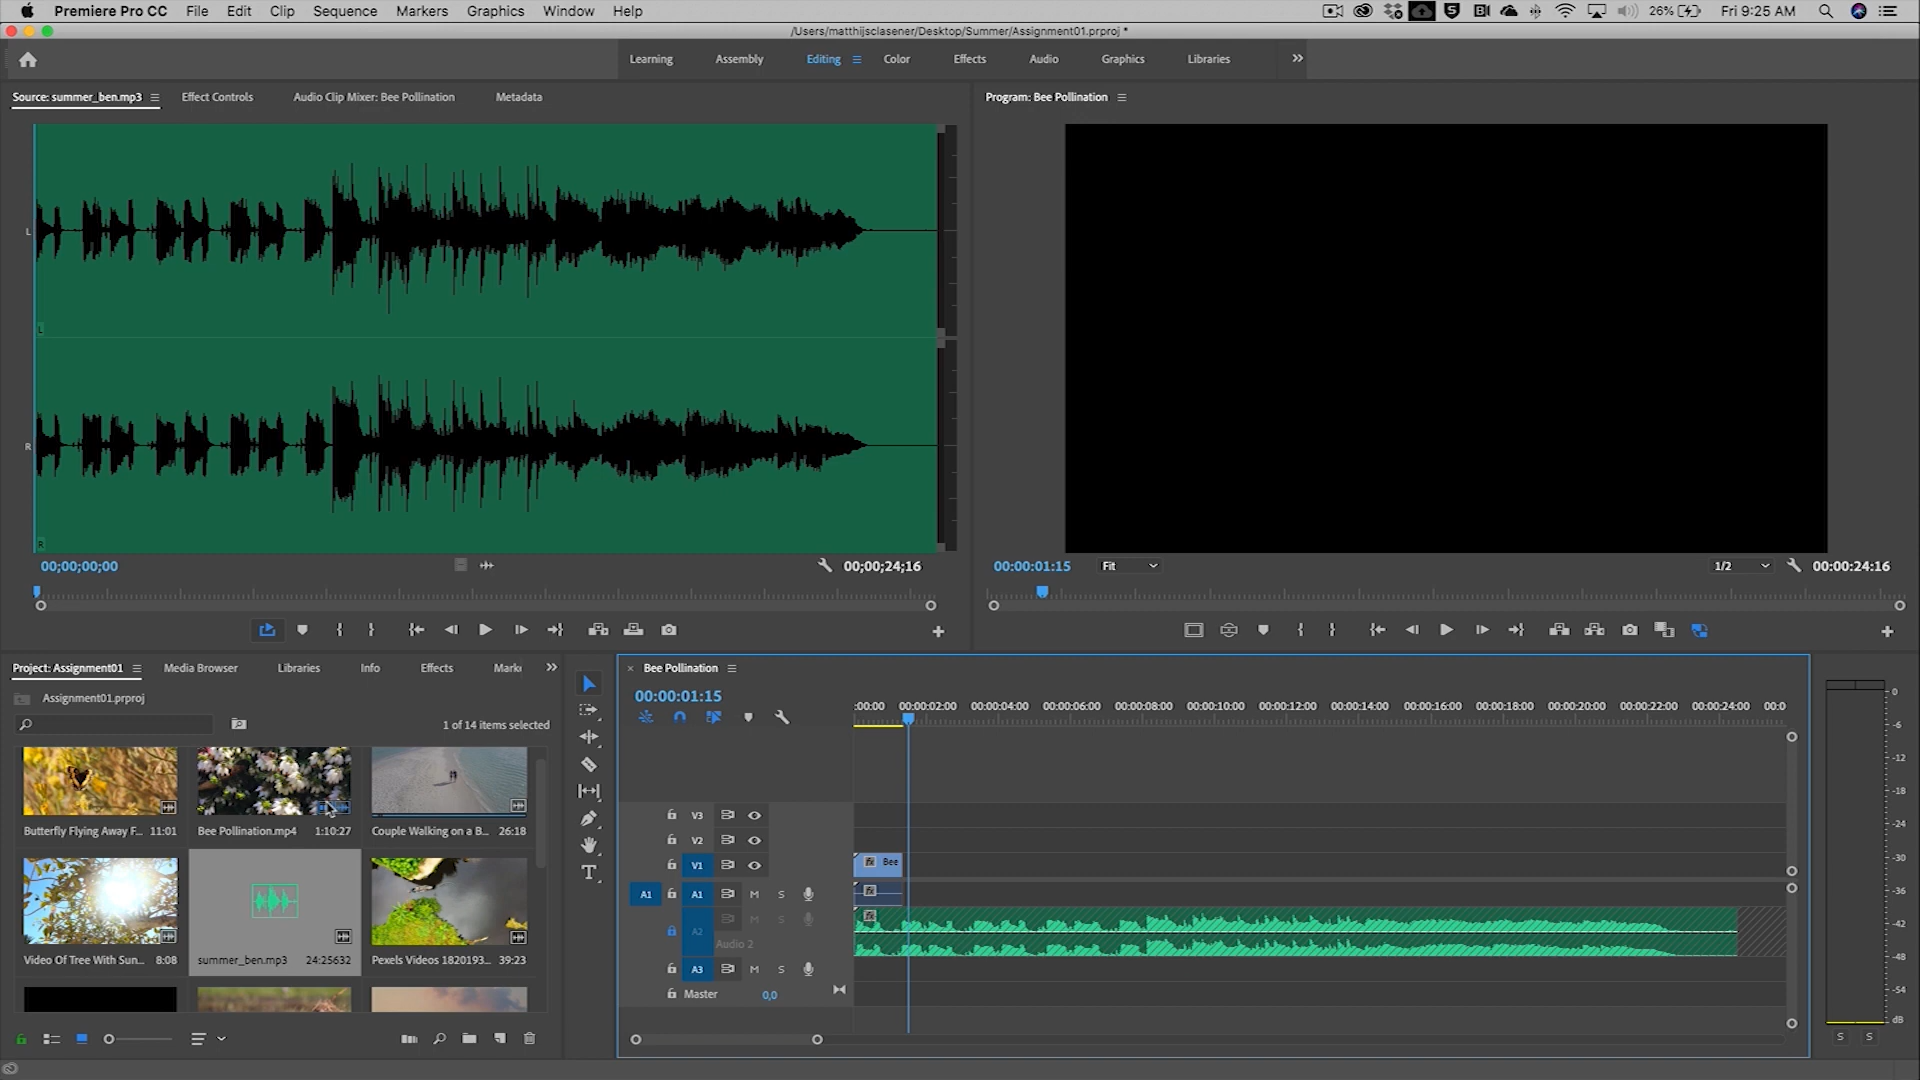 Premiere Pro CC File Edit Clip Sequence Markers Graphics Window Help 26% Fri 9:25 AM
/Users/matthijsclasener/Desktop/Summer/Assignment01.prproj *
Learning Assembly Editing Color Effects Audio Graphics Libraries
Source: summer_ben.mp3 Effect Controls Audio Clip Mixer: Bee Pollination Metadata
Program: Bee Pollination
L
L
R
R
00;00;00;00 00;00;24;16
00:00:01:15 Fit 1/2 00:00:24:16
Project: Assignment01 Media Browser Libraries Info Effects Marke
Assignment01.prproj
1 of 14 items selected
Butterfly Flying Away F... 11:01
Bee Pollination.mp4 1:10:27
Couple Walking on a B... 26:18
Video Of Tree With Sun... 8:08
summer_ben.mp3 24:25632
Pexels Videos 1820193... 39:23
T
Bee Pollination
00:00:01:15
:00:00 00:00:02:00 00:00:04:00 00:00:06:00 00:00:08:00 00:00:10:00 00:00:12:00 00:00:14:00 00:00:16:00 00:00:18:00 00:00:20:00 00:00:22:00 00:00:24:00 00:0
V3
V2
V1 fx Bee
A1 A1 M S fx
A2 M S fx
Audio 2
A3 M S
Master 0,0
0
-6
-12
-18
-24
-30
-36
-42
-48
-54
dB
S S